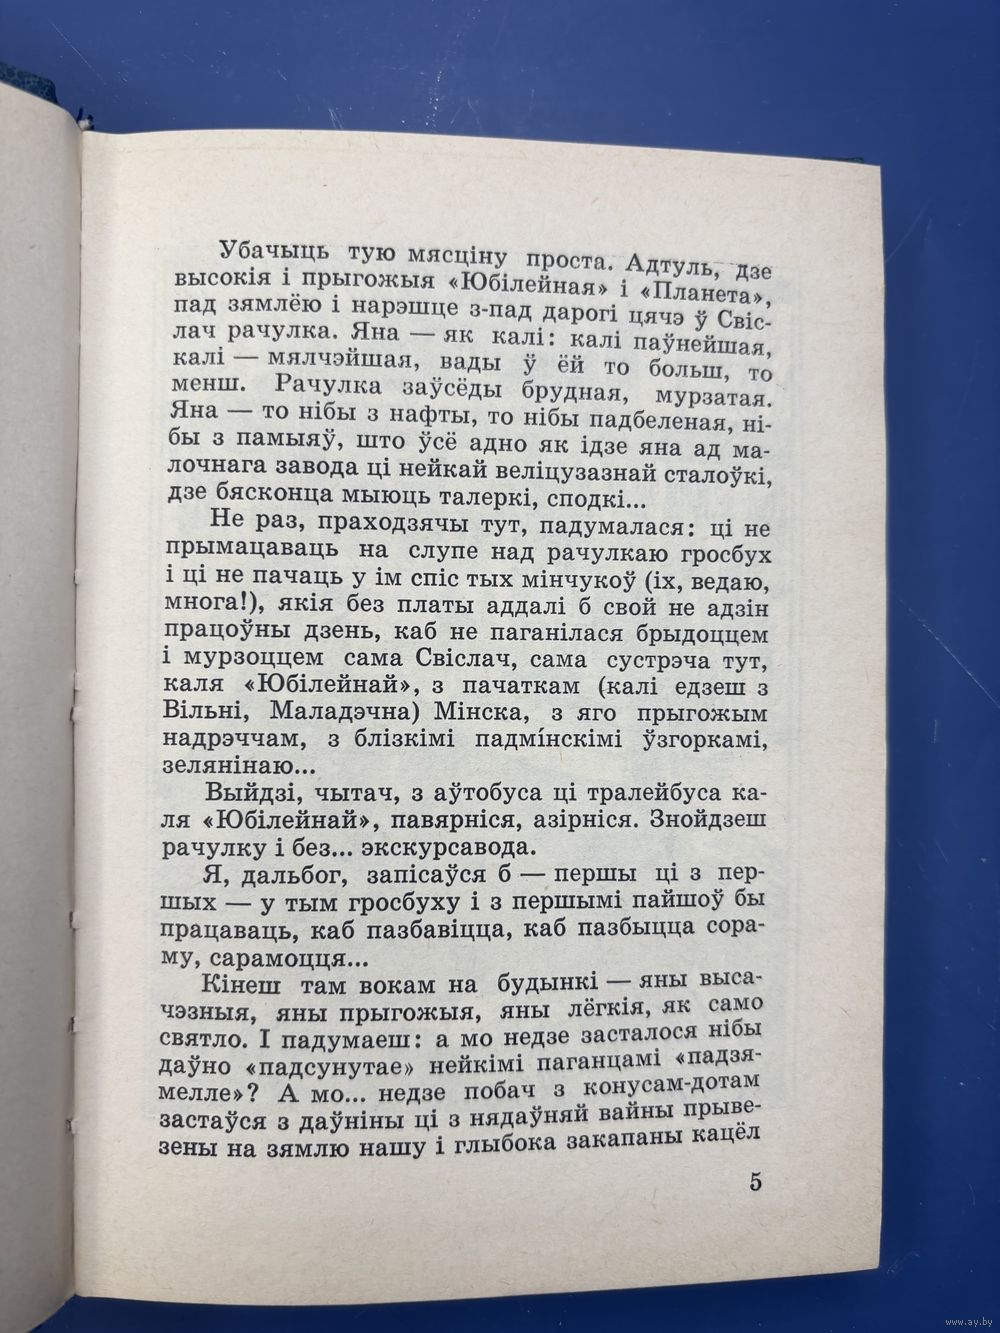 Убачыць тую мясціну проста. Адтуль, дзе
высокія і прыгожыя «Юбілейная» і «Планета»,
пад зямлёю і нарэшце з-пад дарогі цячэ ў Свіс-
лач рачулка. Яна — як калі: калі паўнейшая,
калі — мялчэйшая, вады ў ёй то больш, то
менш. Рачулка заўсёды брудная, мурзатая.
Яна — то нібы з нафты, то нібы падбеленая, ні-
бы з памыяў, што ўсё адно як ідзе яна ад ма-
лочнага завода ці нейкай веліцузазнай сталоўкі,
дзе бясконца мыюць талеркі, сподкі...
Не раз, праходзячы тут, падумалася: ці не
прымацаваць на слупе над рачулкаю гросбух
і ці не пачаць у ім спіс тых мінчукоў (іх, ведаю,
многа!), якія без платы аддалі б свой не адзін
працоўны дзень, каб не паганілася брыдоццем
і мурзоццем сама Свіслач, сама сустрэча тут,
каля «Юбілейнай», з пачаткам (калі едзеш з
Вільні, Маладэчна) Мінска, з яго прыгожым
надрэччам, з блізкімі падмі́нскімі ўзгоркамі,
зелянінаю...
Выйдзі, чытач, з аўтобуса ці тралейбуса ка-
ля «Юбілейнай», павярніся, азірніся. Знойдзеш
рачулку і без... экскурсавода.
Я, дальбог, запісаўся б — першы ці з пер-
шых — у тым гросбуху і з першымі пайшоў бы
працаваць, каб пазбавіцца, каб пазбыцца сора-
му, сарамоцця...
Кінеш там вокам на будынкі — яны выса-
чэзныя, яны прыгожыя, яны лёгкія, як само
святло. І падумаеш: а мо недзе засталося нібы
даўно «падсунутае» нейкімі паганцамі «падзя-
мелле»? А мо... недзе побач з конусам-дотам
застаўся з даўніны ці з нядаўняй вайны прыве-
зены на зямлю нашу і глыбока закапаны кацёл
5
www.ay.by